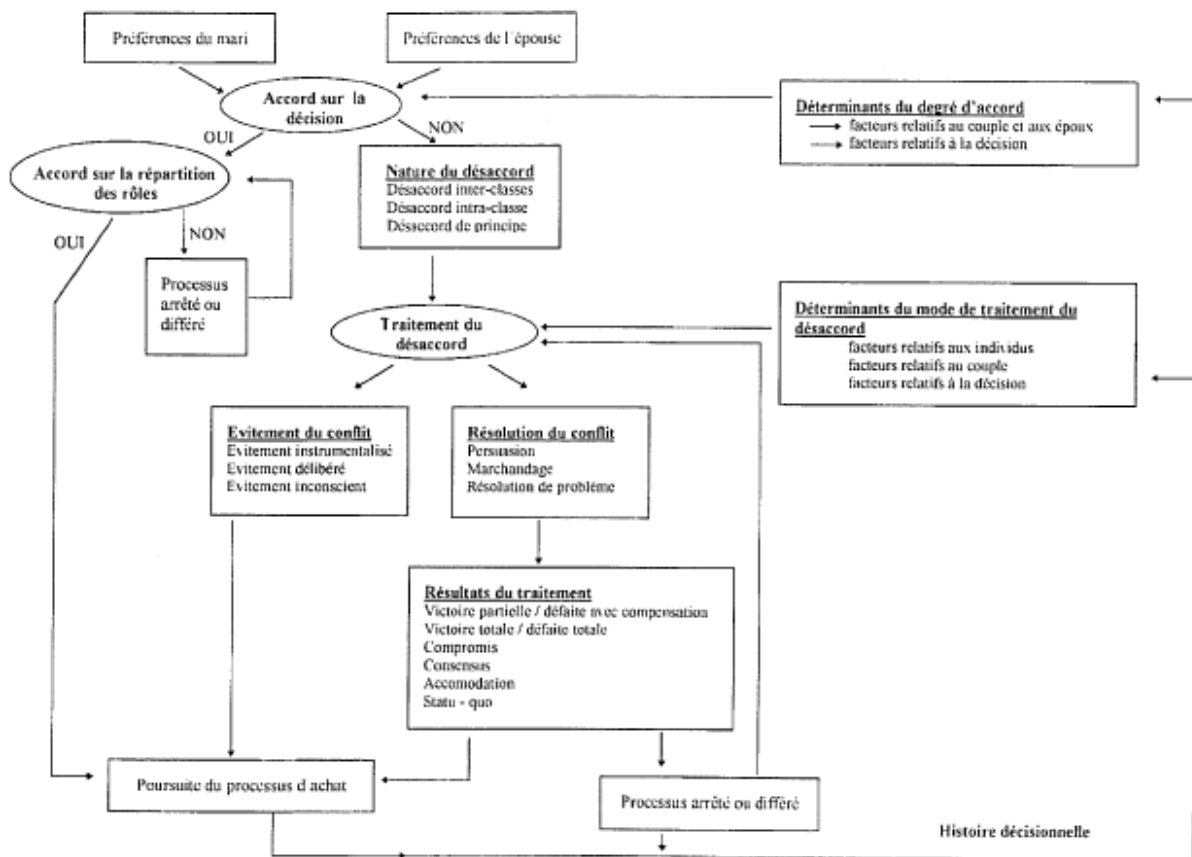 Préférences du mari
Préférences de l'épouse
Accord sur la
décision
OUI
NON
Déterminants du degré d'accord
facteurs relatifs au couple et aux époux
facteurs relatifs à la décision
Accord sur la répartition
des rôles
Nature du désaccord
Désaccord inter-classes
Désaccord intra-classe
Désaccord de principe
OUI
NON
Processus
arrêté ou
différé
Traitement du
désaccord
Déterminants du mode de traitement du
désaccord
facteurs relatifs aux individus
facteurs relatifs au couple
facteurs relatifs à la décision
Evitement du conflit
Evitement instrumentalisé
Evitement délibéré
Evitement inconscient
Résolution du conflit
Persuasion
Marchandage
Résolution de problème
Résultats du traitement
Victoire partielle / défaite avec compensation
Victoire totale / défaite totale
Compromis
Consensus
Accomodation
Statu - quo
Poursuite du processus d'achat
Processus arrêté ou différé
Histoire décisionnelle